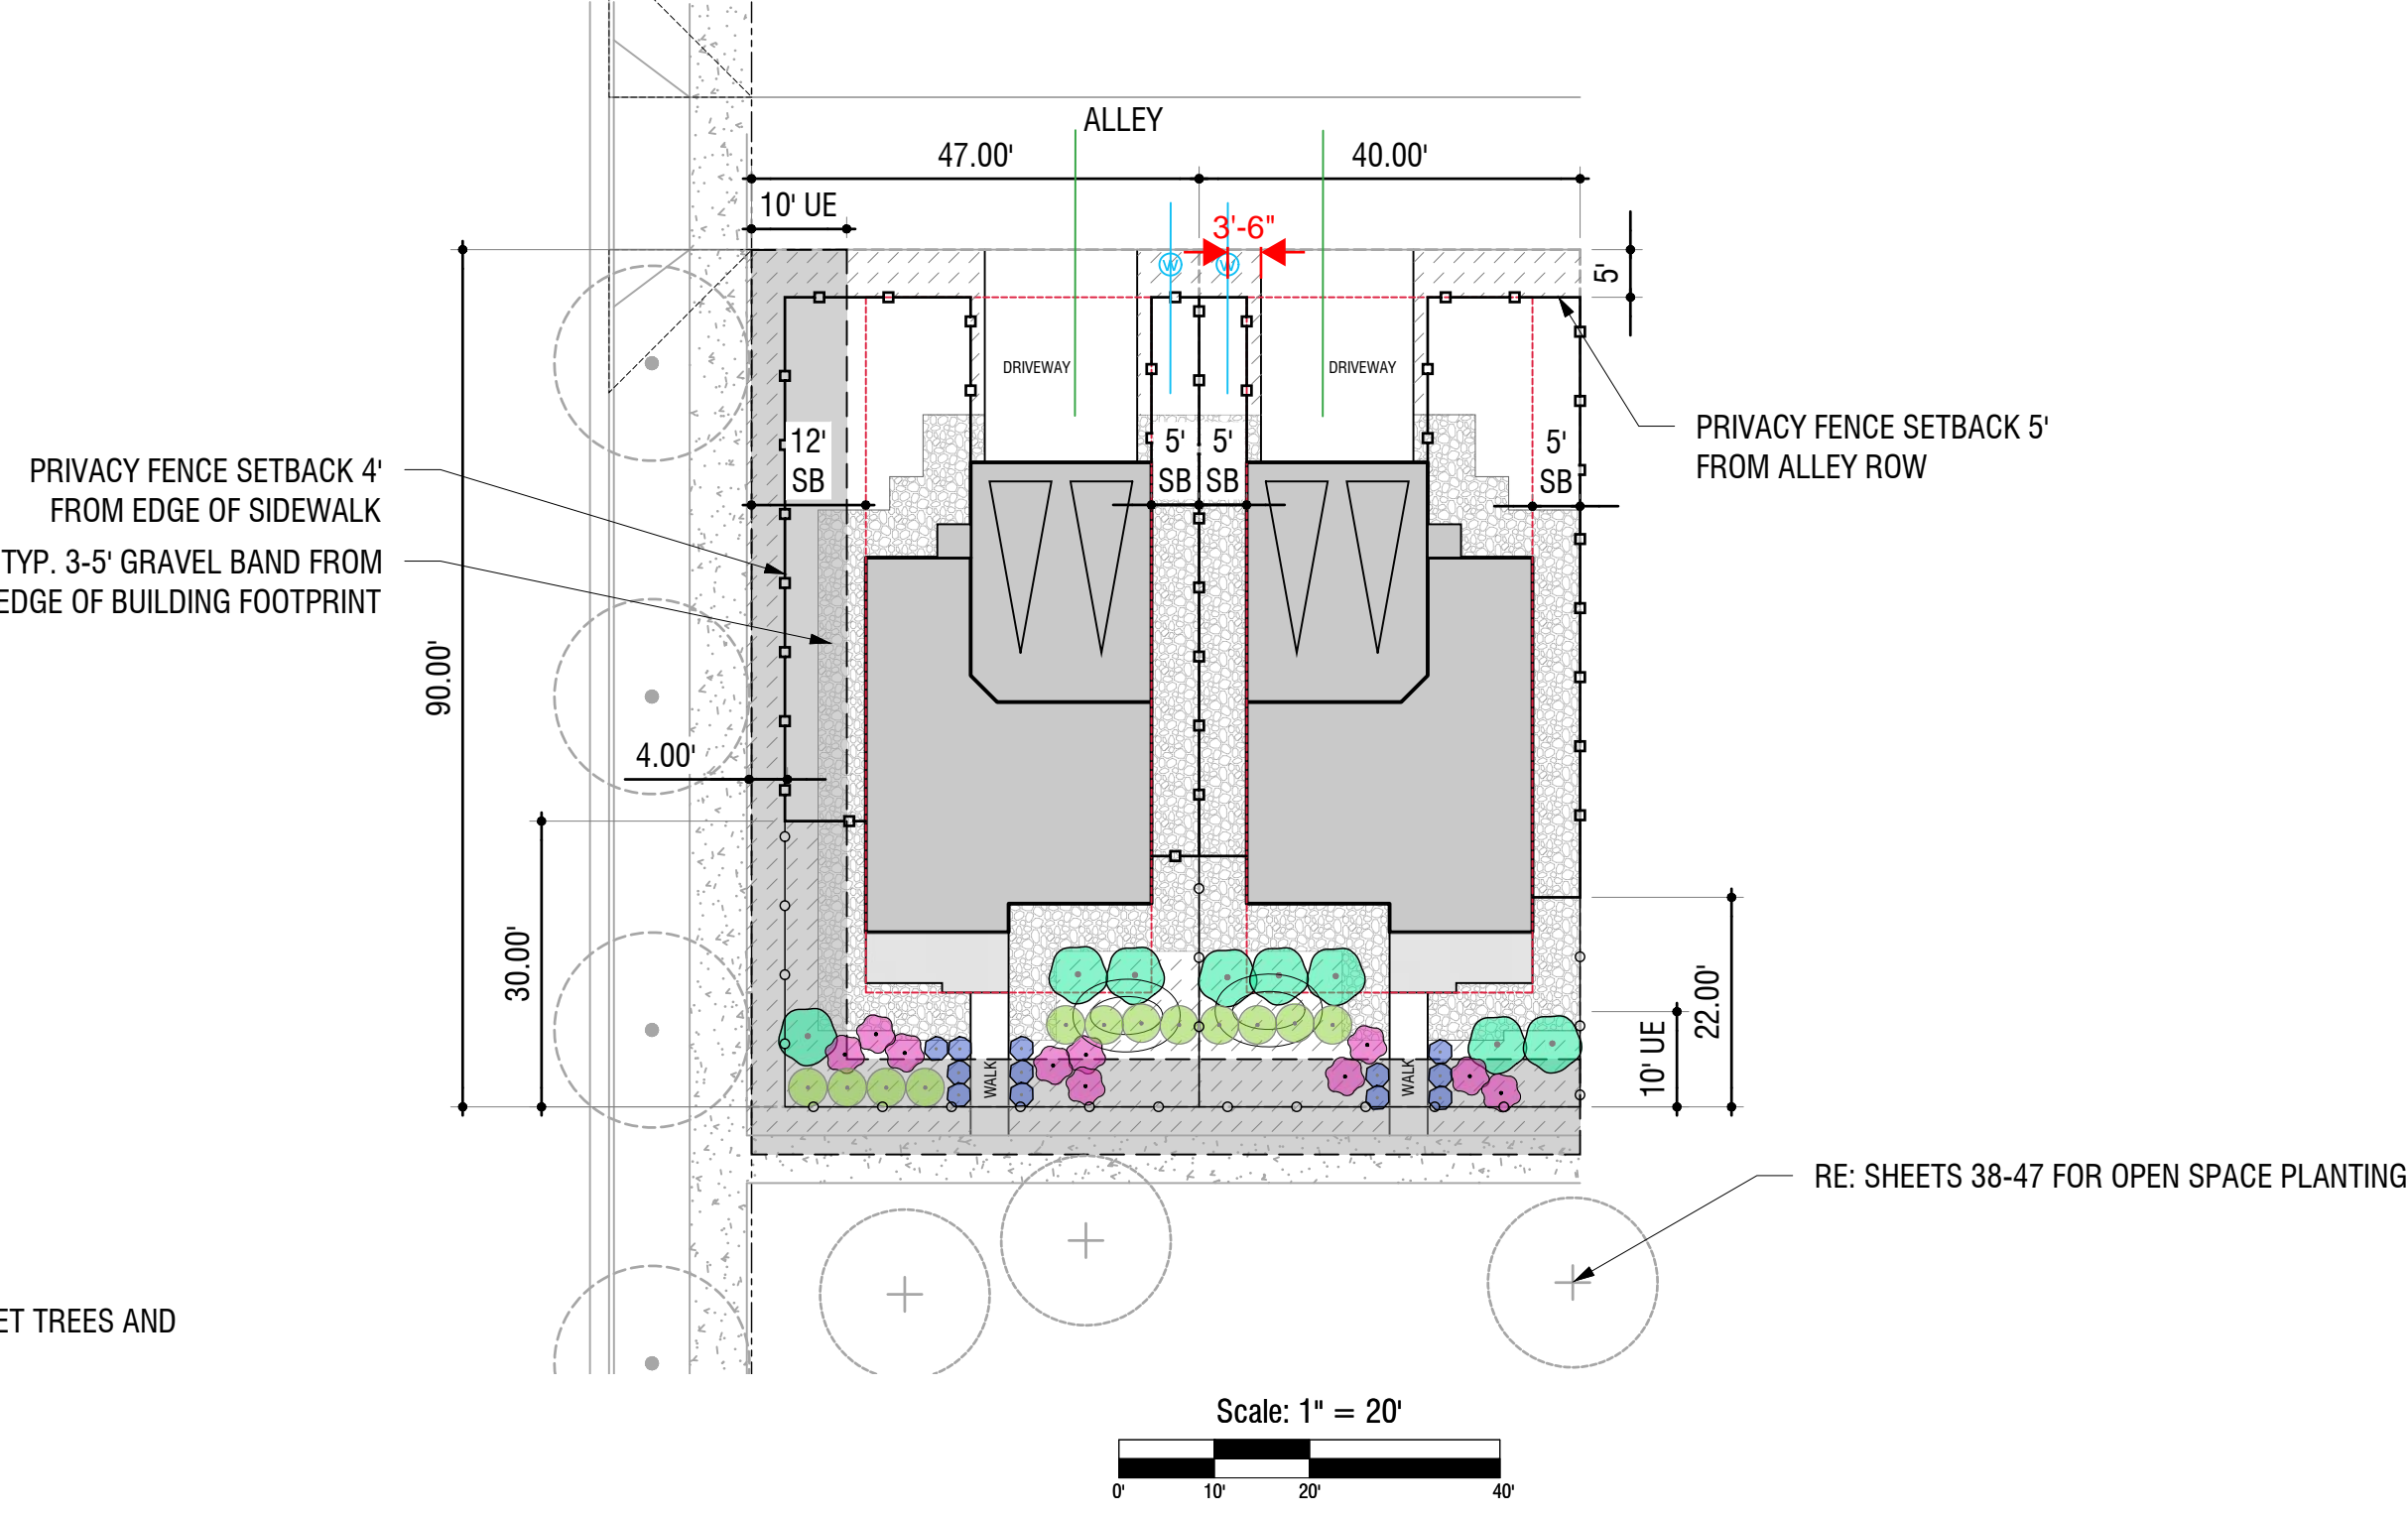 ALLEY
47.00'
40.00'
10' UE
3'-6"
W
W
5'
DRIVEWAY
DRIVEWAY
12'
SB
5'
SB
5'
SB
5'
SB
PRIVACY FENCE SETBACK 5'
FROM ALLEY ROW
PRIVACY FENCE SETBACK 4'
FROM EDGE OF SIDEWALK
TYP. 3-5' GRAVEL BAND FROM
EDGE OF BUILDING FOOTPRINT
90.00'
4.00'
30.00'
22.00'
10' UE
WALK
WALK
RE: SHEETS 38-47 FOR OPEN SPACE PLANTING
ET TREES AND
Scale: 1" = 20'
0'
10'
20'
40'